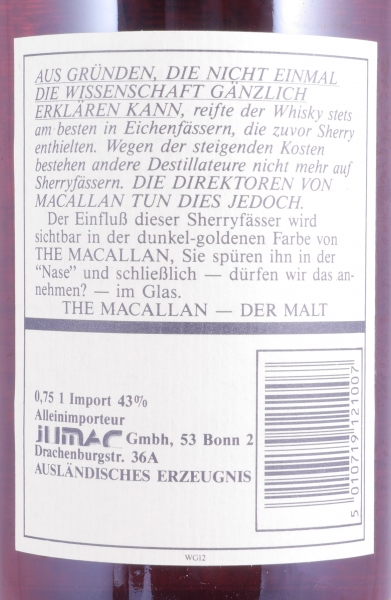 AUS GRÜNDEN, DIE NICHT EINMAL
DIE WISSENSCHAFT GÄNZLICH
ERKLÄREN KANN, reifte der Whisky stets
am besten in Eichenfässern, die zuvor Sherry
enthielten. Wegen der steigenden Kosten
bestehen andere Destillateure nicht mehr auf
Sherryfässern. DIE DIREKTOREN VON
MACALLAN TUN DIES JEDOCH.
Der Einfluß dieser Sherryfässer wird
sichtbar in der dunkel-goldenen Farbe von
THE MACALLAN, Sie spüren ihn in der
“Nase” und schließlich — dürfen wir das an-
nehmen? — im Glas.
THE MACALLAN — DER MALT
0,75 1 Import 43%
Alleinimporteur
JUMAC Gmbh, 53 Bonn 2
Drachenburgstr. 36A
AUSLÄNDISCHES ERZEUGNIS
5 010719 121007
WG12